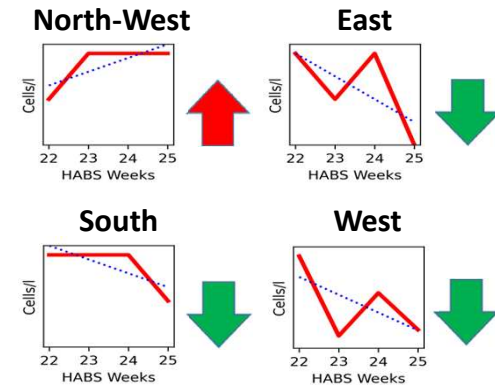 North-West
Cells/l
22 23 24 25
HABS Weeks
East
Cells/l
22 23 24 25
HABS Weeks
South
Cells/l
22 23 24 25
HABS Weeks
West
Cells/l
22 23 24 25
HABS Weeks